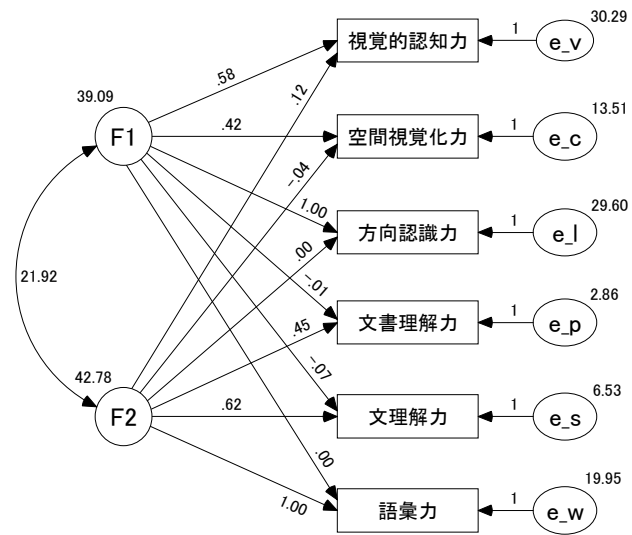 30.29
視覚的認知力
1
e_v
.58
.12
39.09
F1
13.51
.42
空間視覚化力
1
e_c
-.04
29.60
1.00
方向認識力
1
e_l
.00
21.92
-.01
2.86
文書理解力
1
e_p
.45
-.07
42.78
F2
6.53
.62
文理解力
1
e_s
.00
19.95
1.00
語彙力
1
e_w